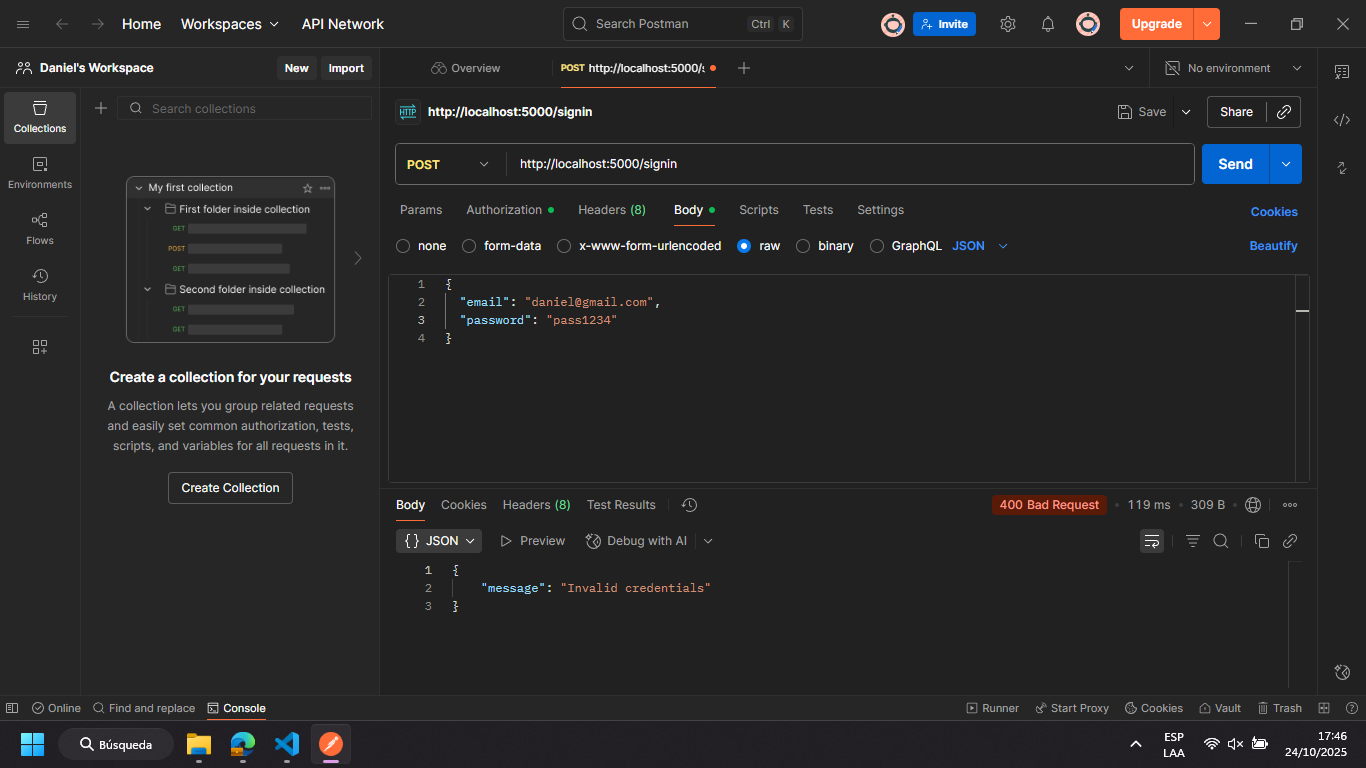 Home Workspaces API Network Search Postman Ctrl K Invite Upgrade
Daniel's Workspace New Import Overview POST http://localhost:5000/s No environment
Search collections
Collections
Environments
Flows
History
My first collection
First folder inside collection
GET
POST
GET
Second folder inside collection
GET
GET
Create a collection for your requests
A collection lets you group related requests
and easily set common authorization, tests,
scripts, and variables for all requests in it.
Create Collection
HTTP http://localhost:5000/signin Save Share
POST http://localhost:5000/signin Send
Params Authorization Headers (8) Body Scripts Tests Settings Cookies
none form-data x-www-form-urlencoded raw binary GraphQL JSON Beautify
1 {
2 "email": "daniel@gmail.com",
3 "password": "pass1234"
4 }
Body Cookies Headers (8) Test Results 400 Bad Request 119 ms 309 B
{} JSON Preview Debug with AI
1 {
2 "message": "Invalid credentials"
3 }
Online Find and replace Console Runner Start Proxy Cookies Vault Trash
Búsqueda
ESP
LAA
17:46
24/10/2025